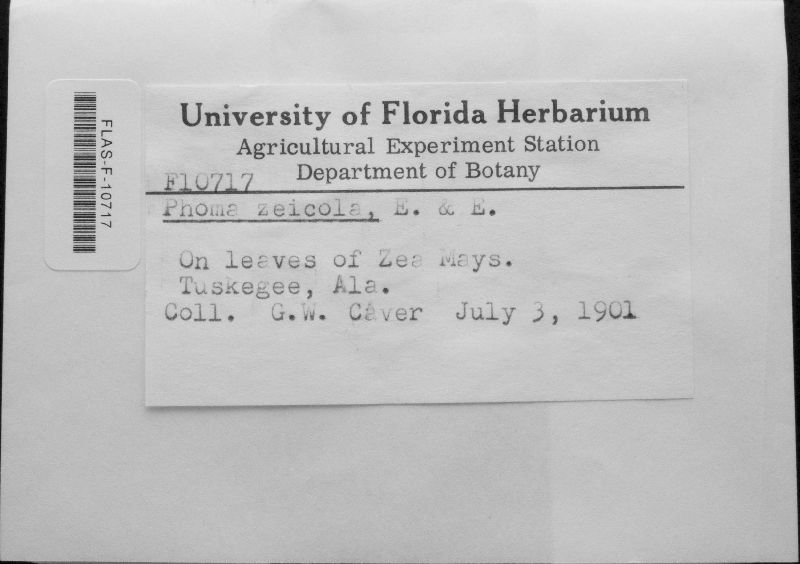 University of Florida Herbarium
Agricultural Experiment Station
Department of Botany
F10717
Phoma zeicola, E. & E.
On leaves of Zea Mays.
Tuskegee, Ala.
Coll. G.W. Caver July 3, 1901
FLAS-F-10717